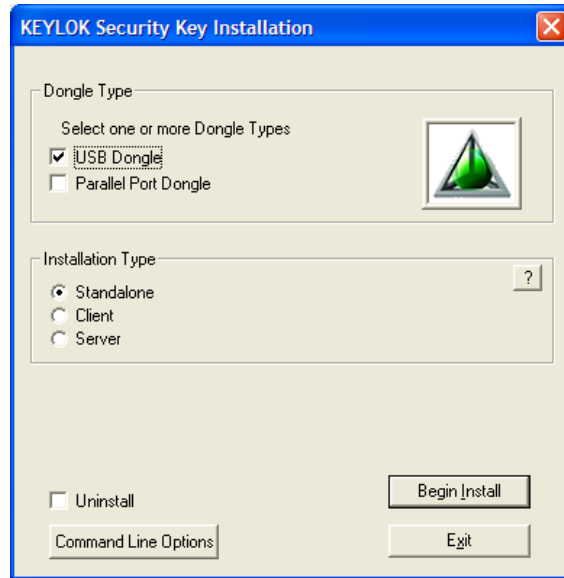 KEYLOK Security Key Installation
Dongle Type
Select one or more Dongle Types
USB Dongle
Parallel Port Dongle
Installation Type
?
Standalone
Client
Server
Uninstall
Begin Install
Command Line Options
Exit